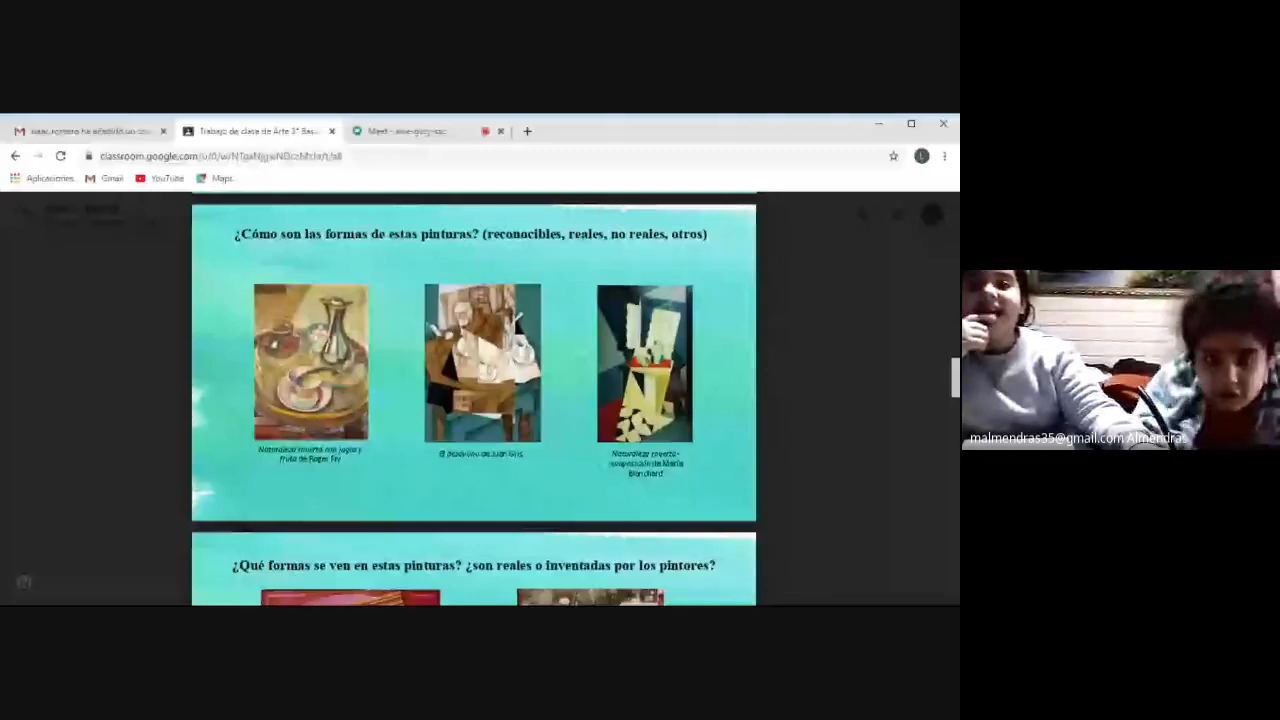 Trabajo de clase de Arte 3° Bas...
Meet -
classroom.google.com
Aplicaciones
Gmail
YouTube
Maps
¿Cómo son las formas de estas pinturas? (reconocibles, reales, no reales, otros)
Naturaleza muerta con jarra y
fruta de Roger Fry
El desayuno de Juan Gris
Naturaleza muerta -
composición de María
Blanchard
¿Qué formas se ven en estas pinturas? ¿son reales o inventadas por los pintores?
malmendras35@gmail.com Almendras